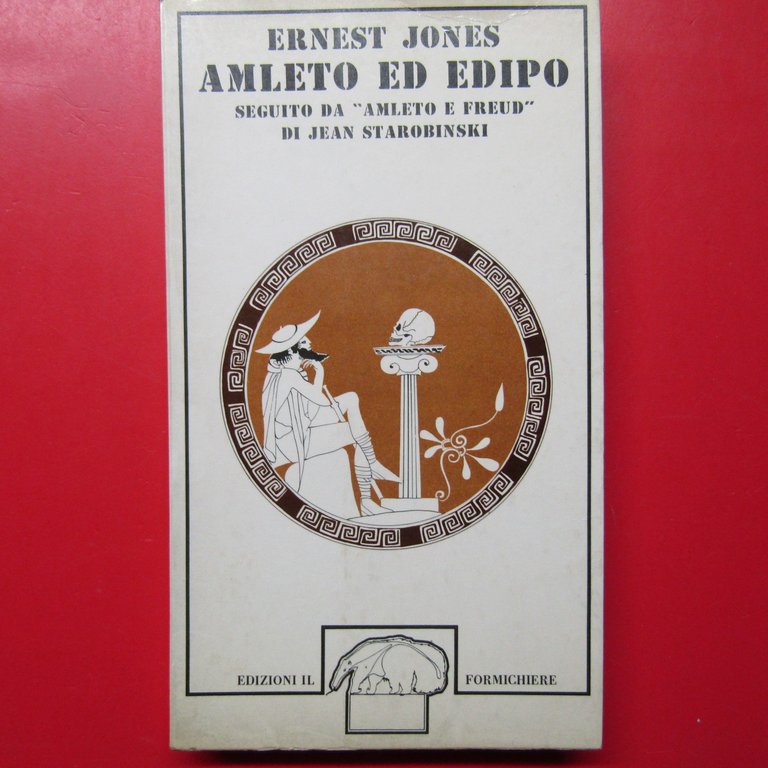 ERNEST JONES
AMLETO ED EDIPO
SEGUITO DA "AMLETO E FREUD"
DI JEAN STAROBINSKI
EDIZIONI IL FORMICHIERE